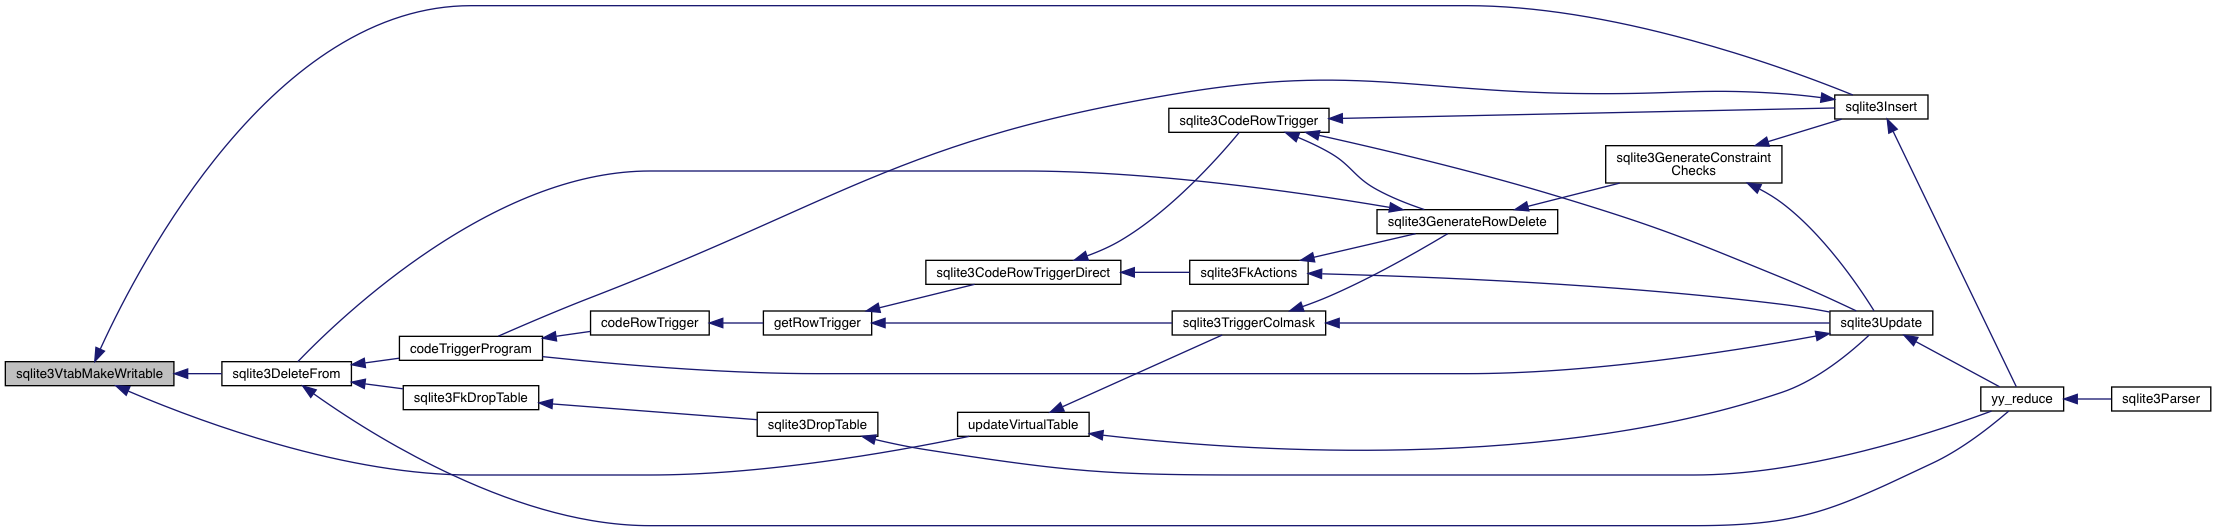 sqlite3VtabMakeWritable
sqlite3DeleteFrom
codeTriggerProgram
sqlite3FkDropTable
codeRowTrigger
getRowTrigger
sqlite3DropTable
sqlite3CodeRowTriggerDirect
updateVirtualTable
sqlite3CodeRowTrigger
sqlite3FkActions
sqlite3TriggerColmask
sqlite3GenerateRowDelete
sqlite3GenerateConstraint
Checks
sqlite3Insert
sqlite3Update
yy_reduce
sqlite3Parser